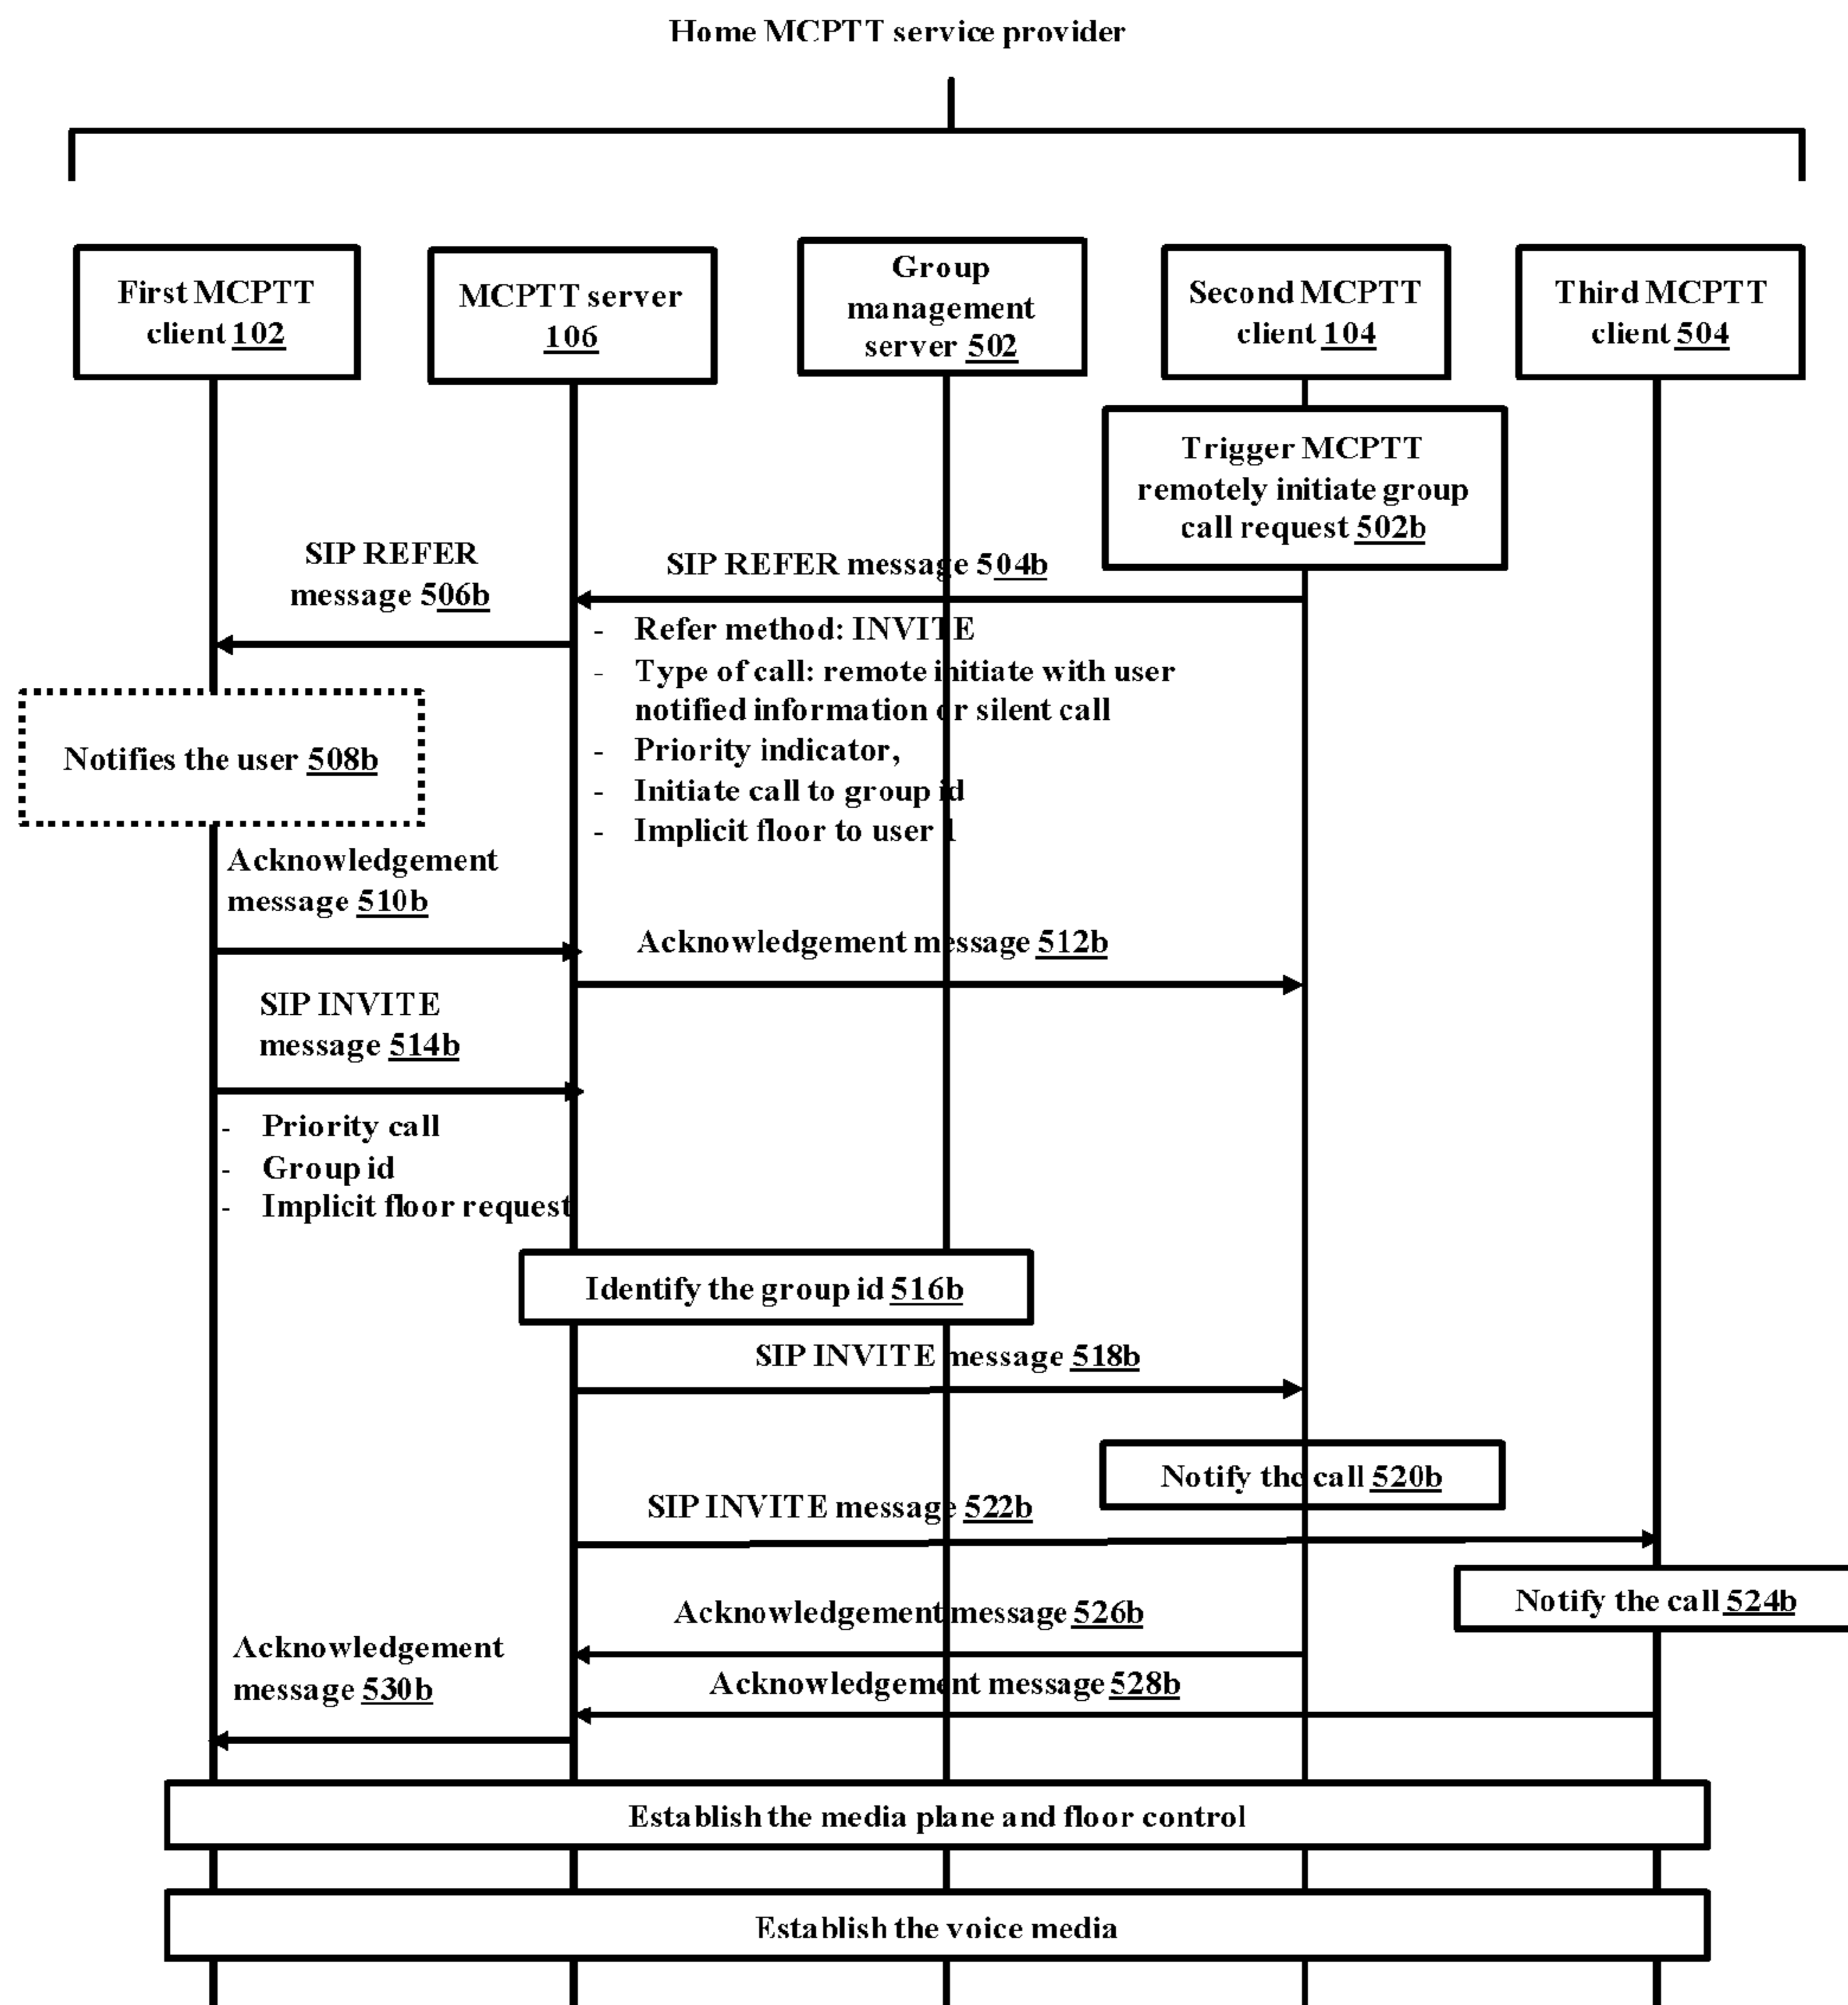 Home MCPTT service provider
First MCPTT
client 102
MCPTT server
106
Group
management
server 502
Second MCPTT
client 104
Third MCPTT
client 504
Trigger MCPTT
remotely initiate group
call request 502b
SIP REFER
message 506b
SIP REFER message 504b
- Refer method: INVITE
- Type of call: remote initiate with user
notified information or silent call
- Priority indicator,
- Initiate call to group id
- Implicit floor to user 1
Notifies the user 508b
Acknowledgement
message 510b
Acknowledgement message 512b
SIP INVITE
message 514b
- Priority call
- Group id
- Implicit floor request
Identify the group id 516b
SIP INVITE message 518b
Notify the call 520b
SIP INVITE message 522b
Notify the call 524b
Acknowledgement message 526b
Acknowledgement
message 530b
Acknowledgement message 528b
Establish the media plane and floor control
Establish the voice media